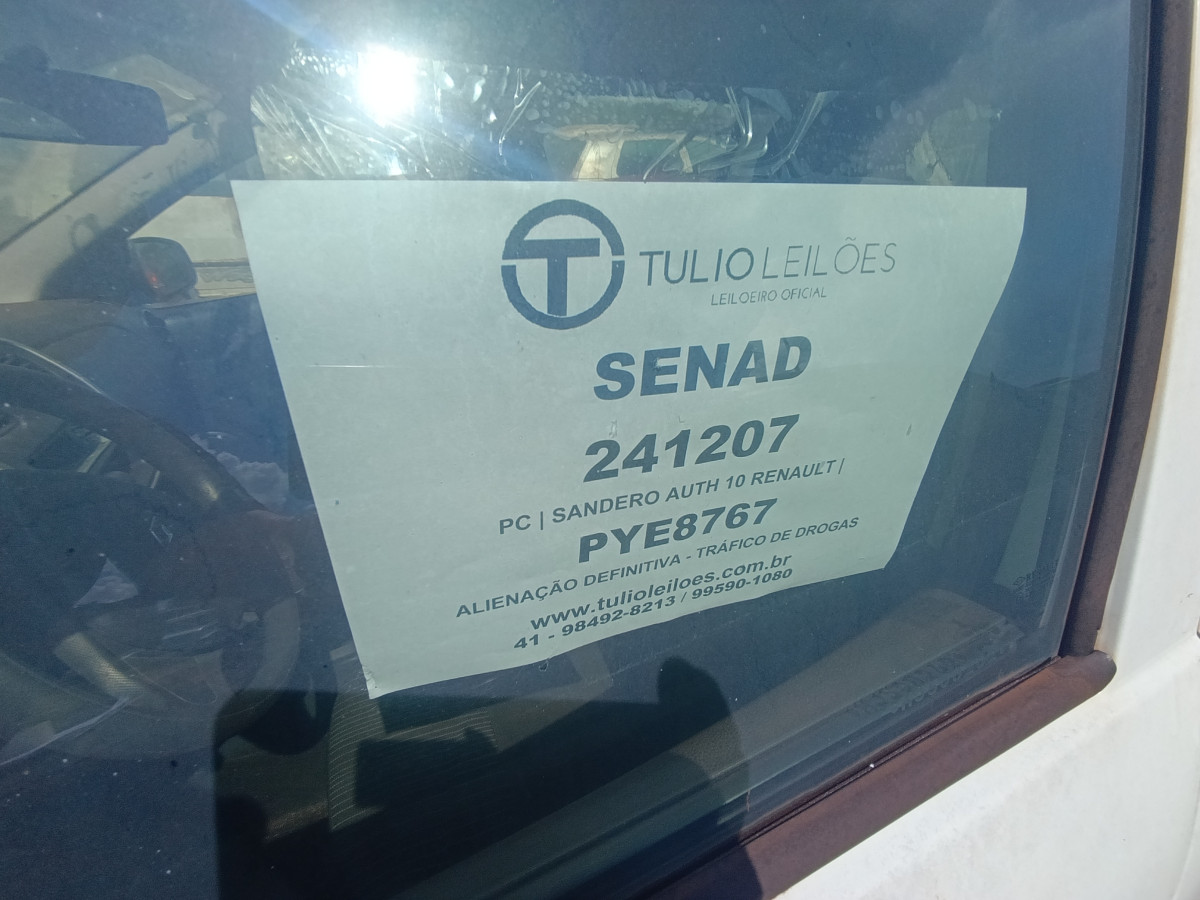 T TULIO LEILÕES
LEILOEIRO OFICIAL
SENAD
241207
PC | SANDERO AUTH 10 RENAULT |
PYE8767
ALIENAÇÃO DEFINITIVA - TRÁFICO DE DROGAS
www.tulioleiloes.com.br
41 - 98492-8213 / 99590-1080